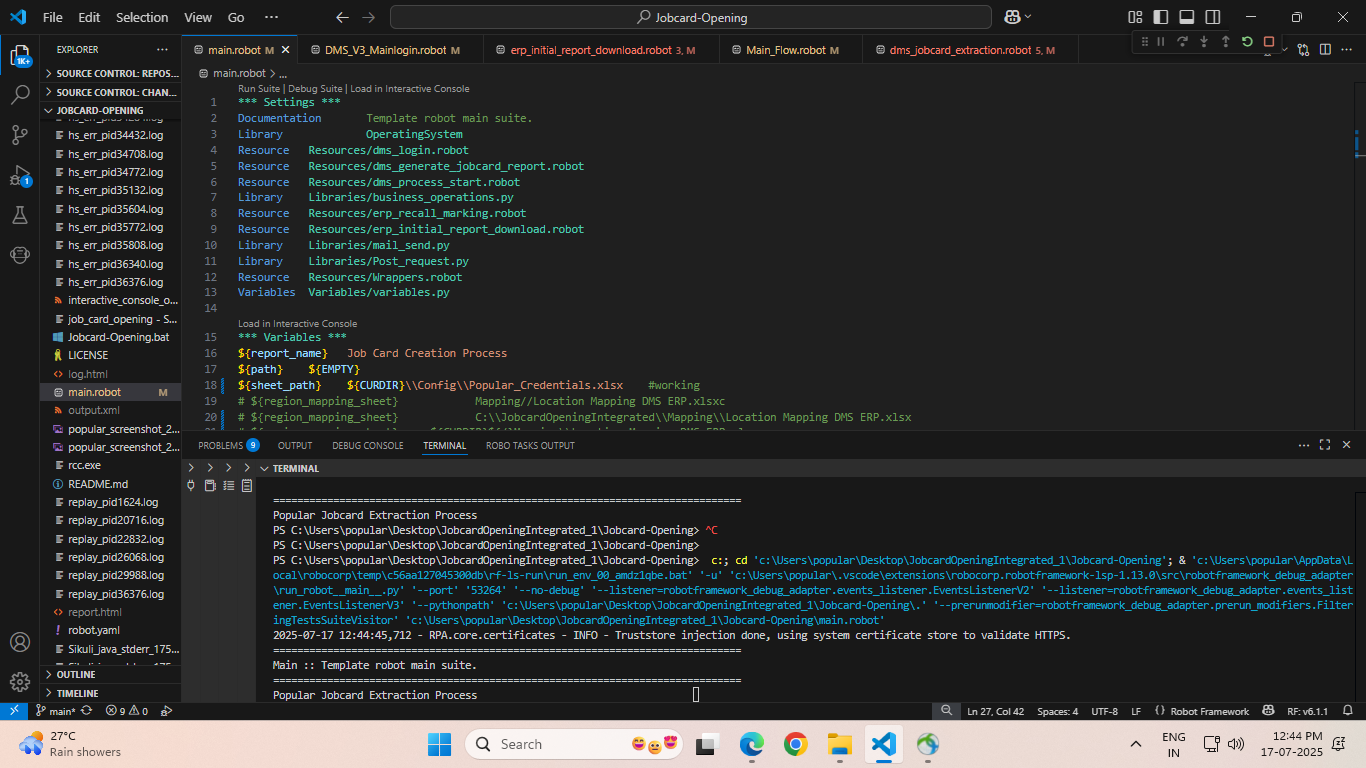 File Edit Selection View Go ··· Jobcard-Opening
EXPLORER
SOURCE CONTROL: REPOS...
SOURCE CONTROL: CHAN...
JOBCARD-OPENING
hs_err_pid34432.log
hs_err_pid34708.log
hs_err_pid34772.log
hs_err_pid35132.log
hs_err_pid35604.log
hs_err_pid35772.log
hs_err_pid35808.log
hs_err_pid36340.log
hs_err_pid36376.log
interactive_console_o...
job_card_opening - S...
Jobcard-Opening.bat
LICENSE
log.html
main.robot M
output.xml
popular_screenshot_2...
popular_screenshot_2...
rcc.exe
README.md
replay_pid1624.log
replay_pid20716.log
replay_pid22832.log
replay_pid26068.log
replay_pid29988.log
replay_pid36376.log
report.html
robot.yaml
Sikuli_java_stderr_175...
OUTLINE
TIMELINE
1K+
1
main.robot M DMS_V3_Mainlogin.robot M erp_initial_report_download.robot 3, M Main_Flow.robot M dms_jobcard_extraction.robot 5, M
main.robot > ...
Run Suite | Debug Suite | Load in Interactive Console
1 *** Settings ***
2 Documentation Template robot main suite.
3 Library OperatingSystem
4 Resource Resources/dms_login.robot
5 Resource Resources/dms_generate_jobcard_report.robot
6 Resource Resources/dms_process_start.robot
7 Library Libraries/business_operations.py
8 Resource Resources/erp_recall_marking.robot
9 Resource Resources/erp_initial_report_download.robot
10 Library Libraries/mail_send.py
11 Library Libraries/Post_request.py
12 Resource Resources/Wrappers.robot
13 Variables Variables/variables.py
14
Load in Interactive Console
15 *** Variables ***
16 ${report_name} Job Card Creation Process
17 ${path} ${EMPTY}
18 ${sheet_path} ${CURDIR}\\Config\\Popular_Credentials.xlsx #working
19 # ${region_mapping_sheet} Mapping//Location Mapping DMS ERP.xlsxc
20 # ${region_mapping_sheet} C:\\JobcardOpeningIntegrated\\Mapping\\Location Mapping DMS ERP.xlsx
PROBLEMS 9 OUTPUT DEBUG CONSOLE TERMINAL ROBO TASKS OUTPUT
TERMINAL
==============================================================================
Popular Jobcard Extraction Process
PS C:\Users\popular\Desktop\JobcardOpeningIntegrated_1\Jobcard-Opening> ^C
PS C:\Users\popular\Desktop\JobcardOpeningIntegrated_1\Jobcard-Opening>
PS C:\Users\popular\Desktop\JobcardOpeningIntegrated_1\Jobcard-Opening> c:; cd 'c:\Users\popular\Desktop\JobcardOpeningIntegrated_1\Jobcard-Opening'; & 'c:\Users\popular\AppData\L
ocal\robocorp\temp\c56aa127045300db\rf-ls-run\run_env_00_amdz1qbe.bat' '-u' 'c:\Users\popular\.vscode\extensions\robocorp.robotframework-lsp-1.13.0\src\robotframework_debug_adapter
\run_robot__main__.py' '--port' '53264' '--no-debug' '--listener=robotframework_debug_adapter.events_listener.EventsListenerV2' '--listener=robotframework_debug_adapter.events_list
ener.EventsListenerV3' '--pythonpath' 'c:\Users\popular\Desktop\JobcardOpeningIntegrated_1\Jobcard-Opening\.' '--prerunmodifier=robotframework_debug_adapter.prerun_modifiers.Filter
ingTestsSuiteVisitor' 'c:\Users\popular\Desktop\JobcardOpeningIntegrated_1\Jobcard-Opening\main.robot'
2025-07-17 12:44:45,712 - RPA.core.certificates - INFO - Truststore injection done, using system certificate store to validate HTTPS.
==============================================================================
Main :: Template robot main suite.
==============================================================================
Popular Jobcard Extraction Process
main* 9 0 Ln 27, Col 42 Spaces: 4 UTF-8 LF Robot Framework RF: v6.1.1
27°C
Rain showers
Search
ENG
IN
12:44 PM
17-07-2025